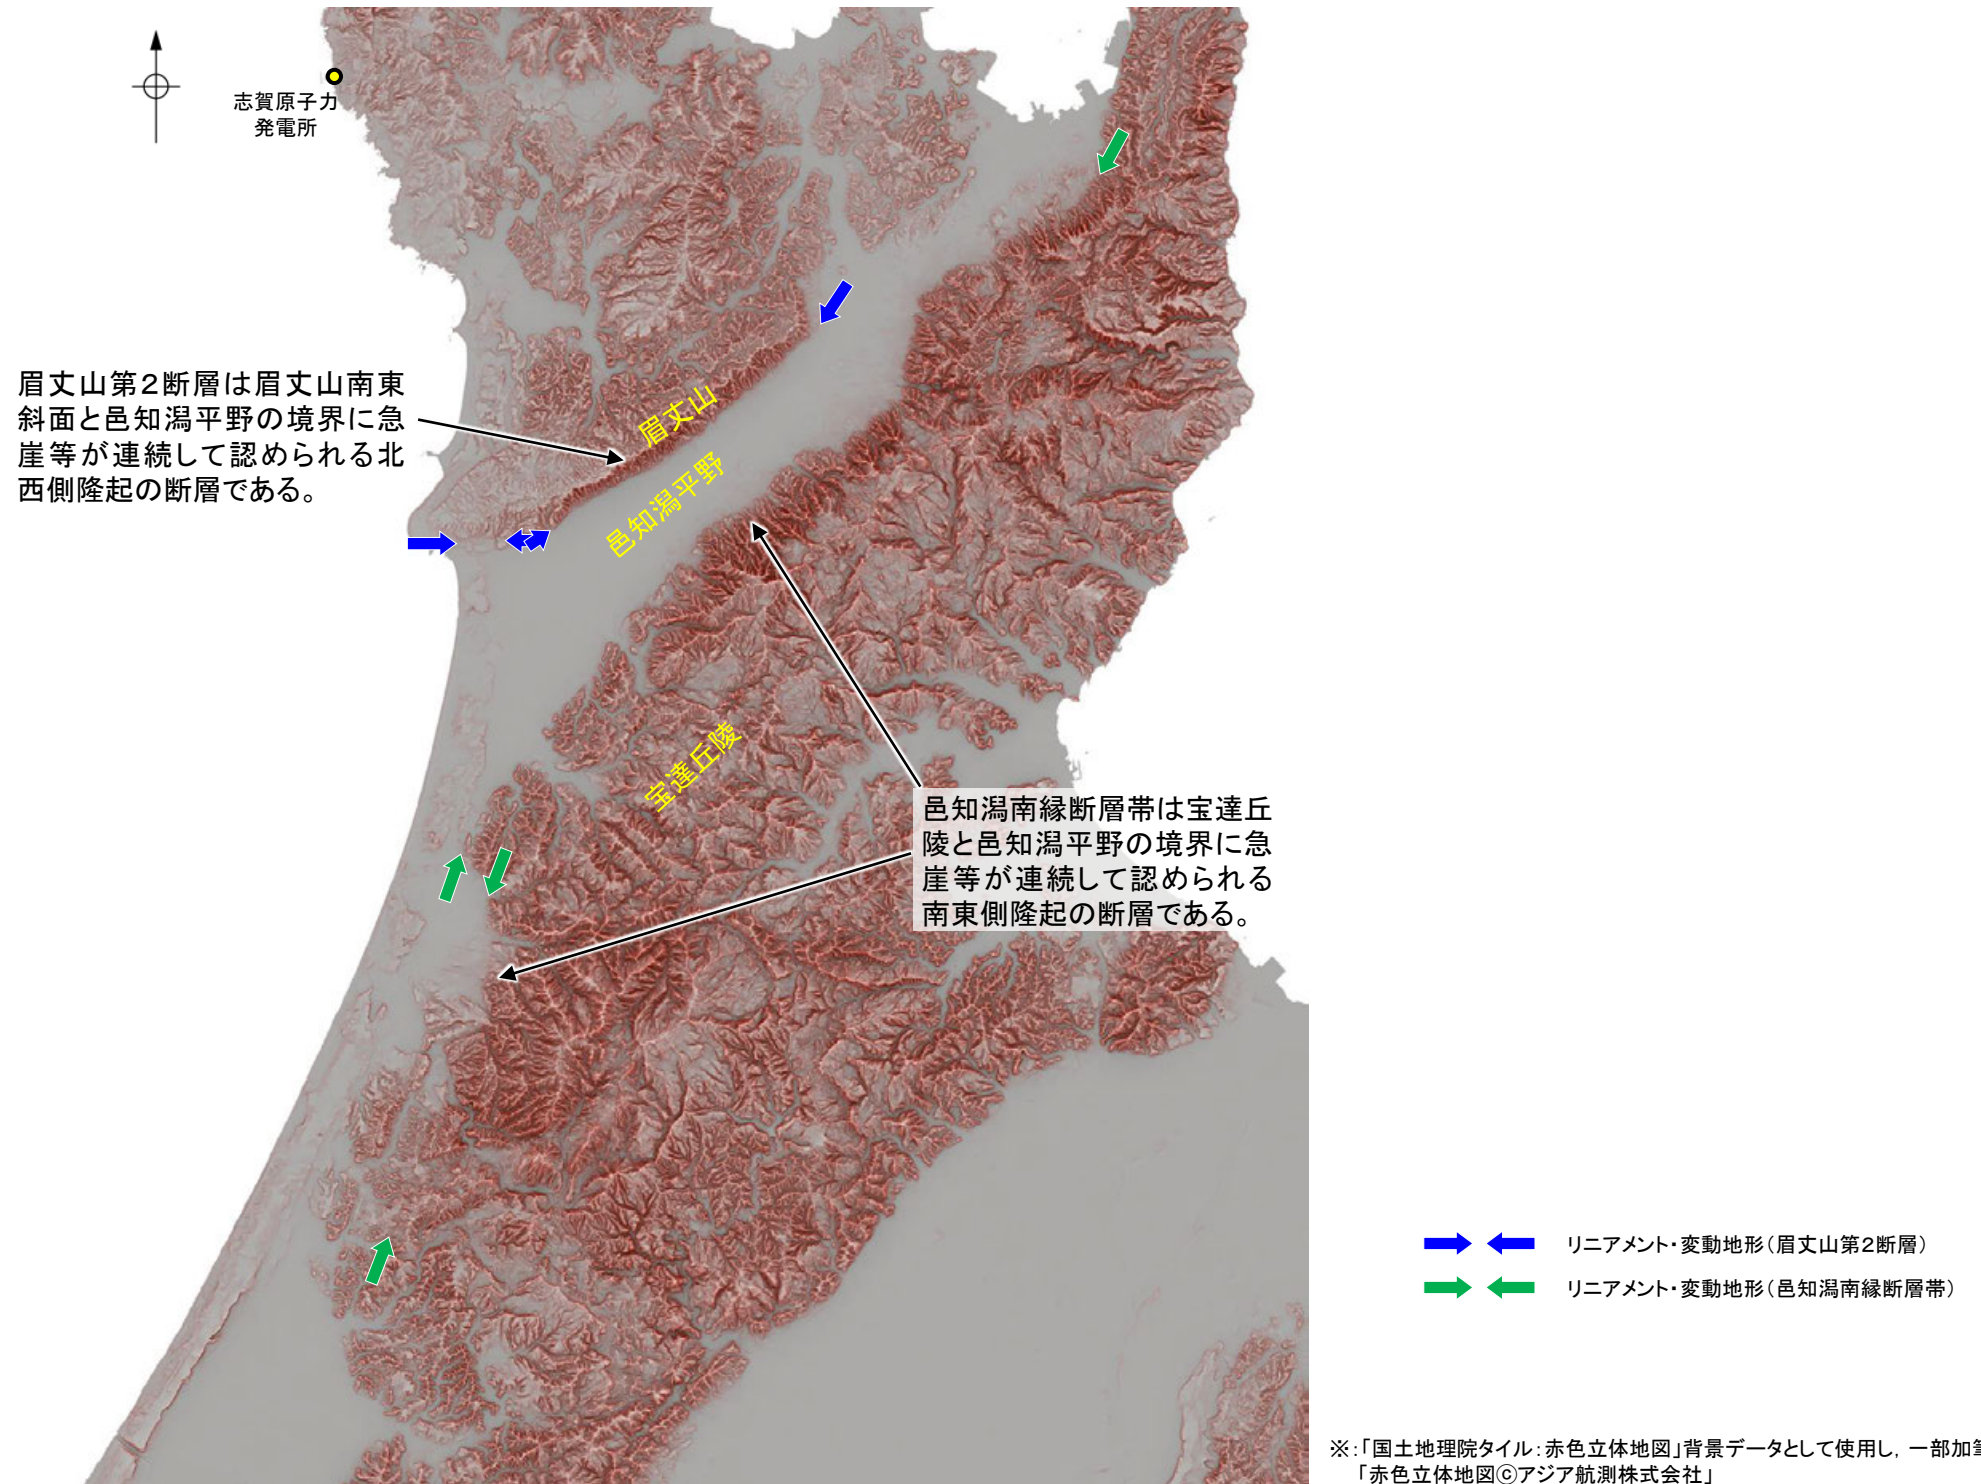 志賀原子力
発電所
眉丈山第2断層は眉丈山南東
斜面と邑知潟平野の境界に急
崖等が連続して認められる北
西側隆起の断層である。
眉丈山
邑知潟平野
宝達丘陵
邑知潟南縁断層帯は宝達丘
陵と邑知潟平野の境界に急
崖等が連続して認められる
南東側隆起の断層である。
リニアメント・変動地形(眉丈山第2断層)
リニアメント・変動地形(邑知潟南縁断層帯)
※:「国土地理院タイル:赤色立体地図」背景データとして使用し，一部加筆
「赤色立体地図©アジア航測株式会社」